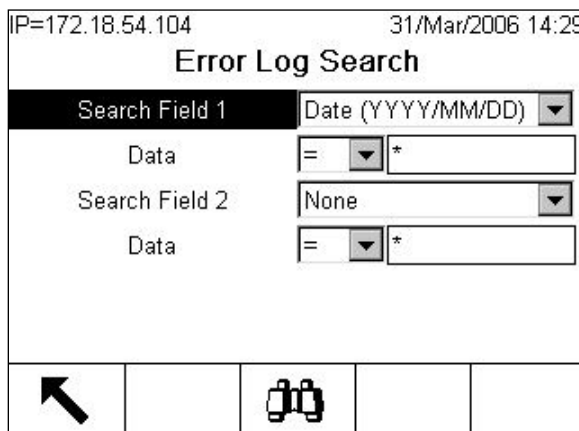 IP=172.18.54.104 31/Mar/2006 14:29
Error Log Search
Search Field 1 Date (YYYY/MM/DD)
Data = *
Search Field 2 None
Data = *